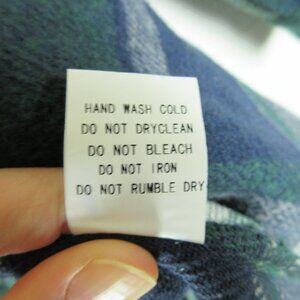 HAND WASH COLD
DO NOT DRYCLEAN
DO NOT BLEACH
DO NOT IRON
DO NOT RUMBLE DRY